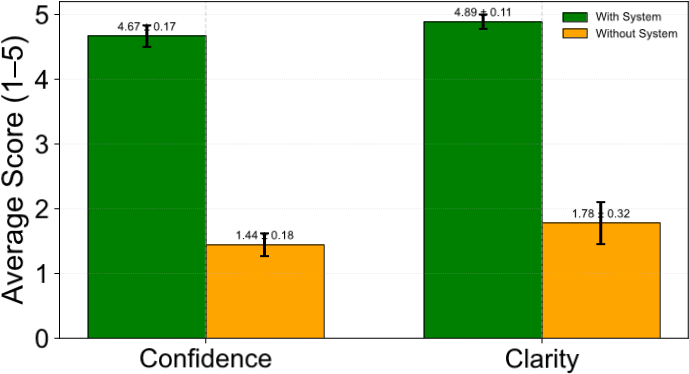 Average Score (1–5)
5
4
3
2
1
0
4.67 ± 0.17
1.44 ± 0.18
4.89 ± 0.11
1.78 ± 0.32
With System
Without System
Confidence
Clarity